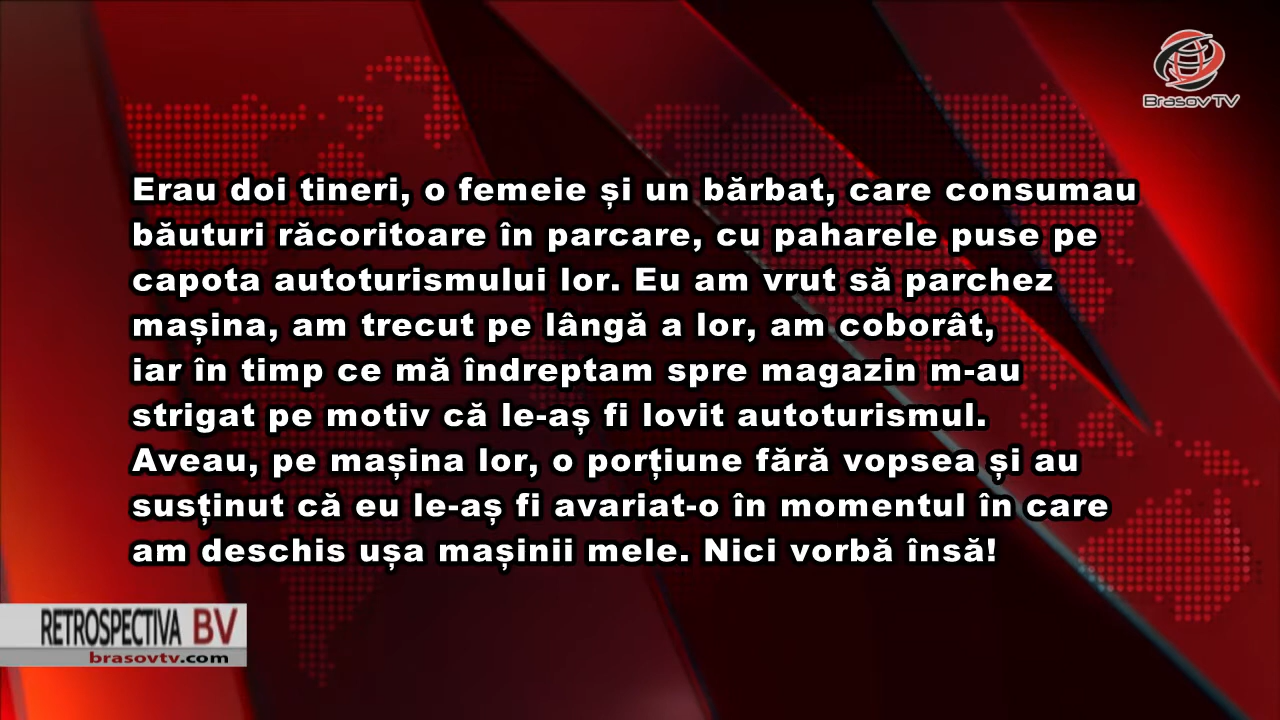 Brasov TV
Erau doi tineri, o femeie și un bărbat, care consumau
băuturi răcoritoare în parcare, cu paharele puse pe
capota autoturismului lor. Eu am vrut să parchez
mașina, am trecut pe lângă a lor, am coborât,
iar în timp ce mă îndreptam spre magazin m-au
strigat pe motiv că le-aș fi lovit autoturismul.
Aveau, pe mașina lor, o porțiune fără vopsea și au
susținut că eu le-aș fi avariat-o în momentul în care
am deschis ușa mașinii mele. Nici vorbă însă!
RETROSPECTIVA BV
brasovtv.com